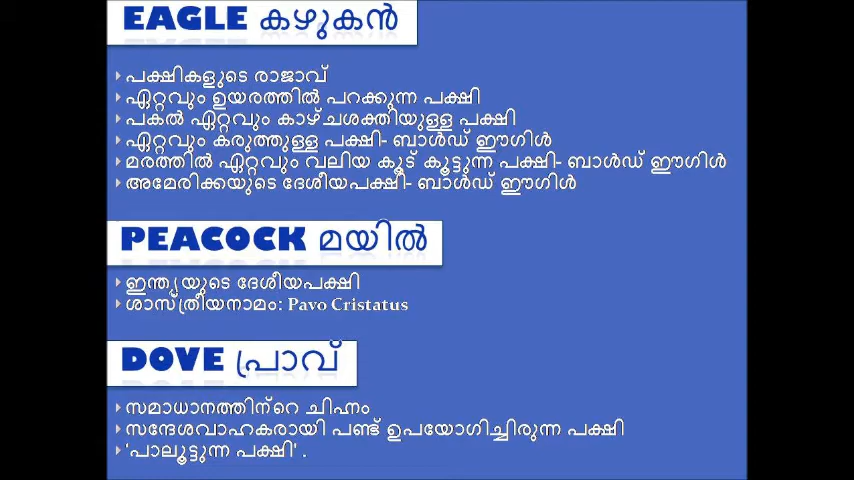 EAGLE കഴുകൻ
പക്ഷികളുടെ രാജാവ്
ഏറ്റവും ഉയരത്തിൽ പറക്കുന്ന പക്ഷി
പകൽ ഏറ്റവും കാഴ്ചശക്തിയുള്ള പക്ഷി
ഏറ്റവും കരുത്തുള്ള പക്ഷി- ബാൾഡ് ഈഗിൾ
മരത്തിൽ ഏറ്റവും വലിയ കൂട് കൂട്ടുന്ന പക്ഷി- ബാൾഡ് ഈഗിൾ
അമേരിക്കയുടെ ദേശീയപക്ഷി- ബാൾഡ് ഈഗിൾ
PEACOCK മയിൽ
ഇന്ത്യയുടെ ദേശീയപക്ഷി
ശാസ്ത്രീയനാമം: Pavo Cristatus
DOVE പ്രാവ്
സമാധാനത്തിന്റെ ചിഹ്നം
സന്ദേശവാഹകരായി പണ്ട് ഉപയോഗിച്ചിരുന്ന പക്ഷി
'പാലൂട്ടുന്ന പക്ഷി' .